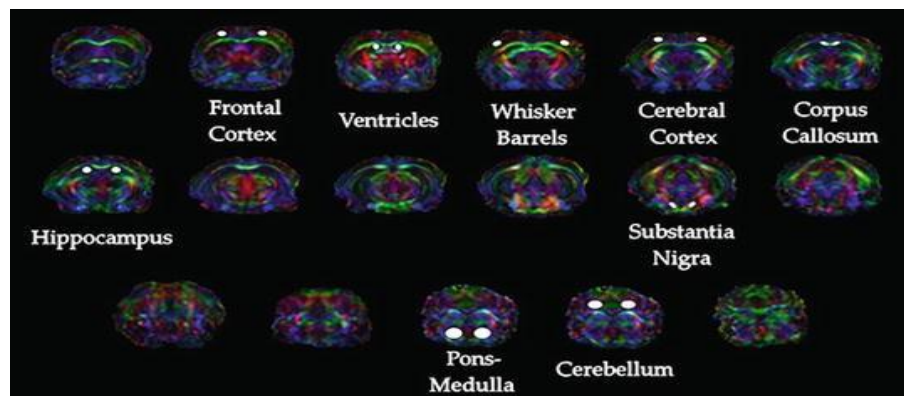 Frontal
Cortex
Ventricles
Whisker
Barrels
Cerebral
Cortex
Corpus
Callosum
Hippocampus
Substantia
Nigra
Pons-
Medulla
Cerebellum